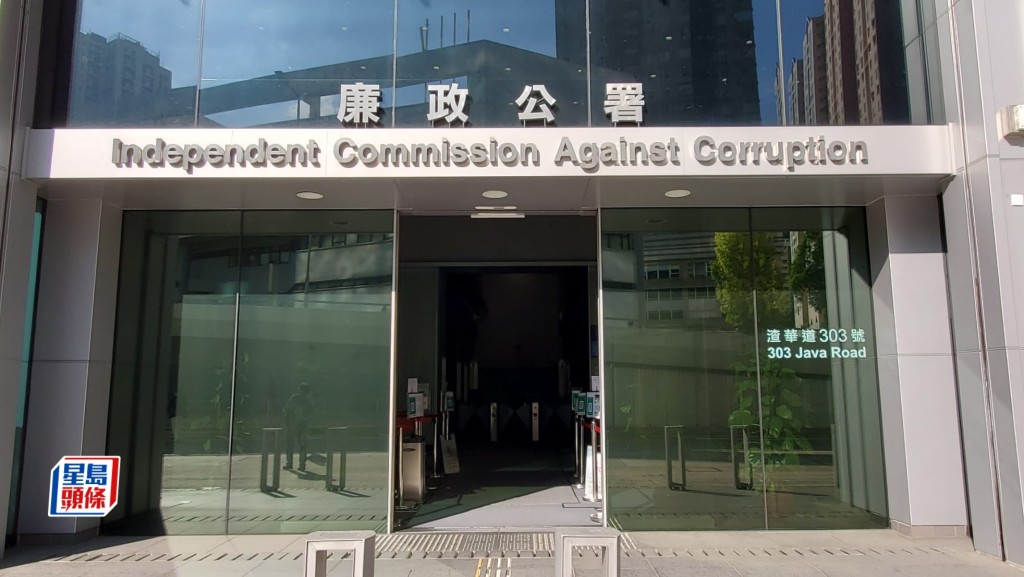 廉政公署
Independent Commission Against Corruption
渣華道303號
303 Java Road
星島
頭條